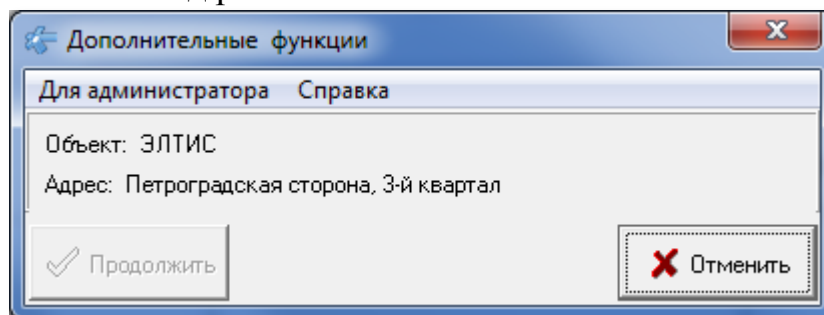 Дополнительные функции
Для администратора Справка
Объект: ЭЛТИС
Адрес: Петроградская сторона, 3-й квартал
Продолжить Отменить